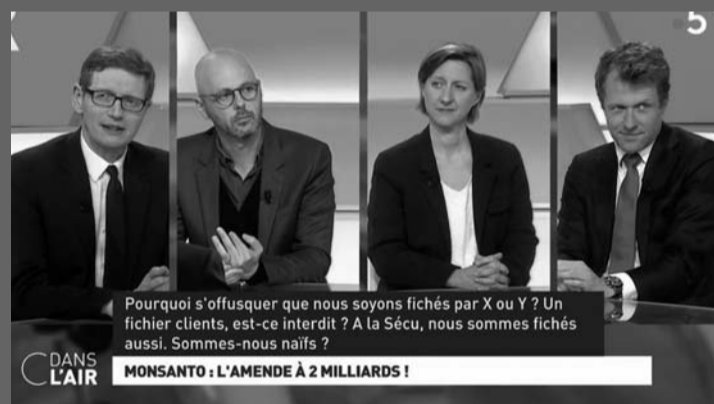 5
Pourquoi s'offusquer que nous soyons fichés par X ou Y ? Un
fichier clients, est-ce interdit ? A la Sécu, nous sommes fichés
aussi. Sommes-nous naïfs ?
C DANS
L'AIR
MONSANTO : L'AMENDE À 2 MILLIARDS !